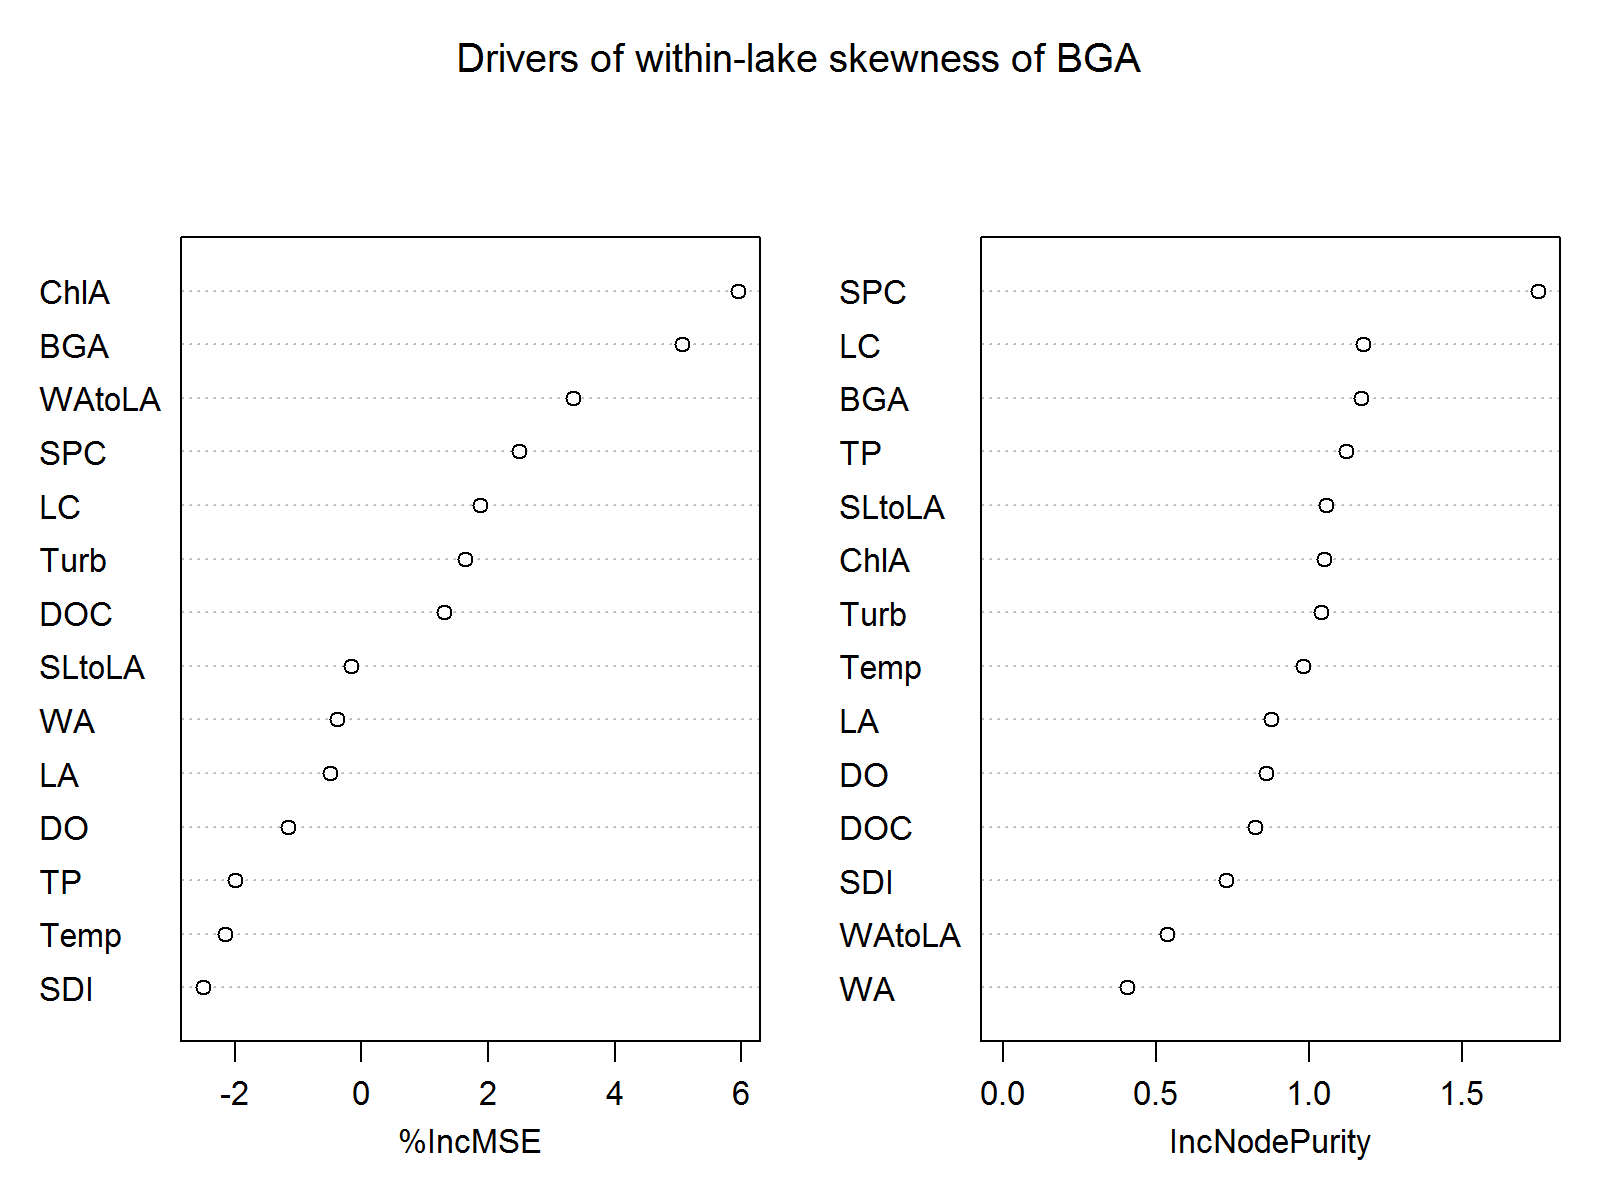 Drivers of within-lake skewness of BGA
ChlA
BGA
WAtoLA
SPC
LC
Turb
DOC
SLtoLA
WA
LA
DO
TP
Temp
SDI
-2 0 2 4 6
%IncMSE
SPC
LC
BGA
TP
SLtoLA
ChlA
Turb
Temp
LA
DO
DOC
SDI
WAtoLA
WA
0.0 0.5 1.0 1.5
IncNodePurity